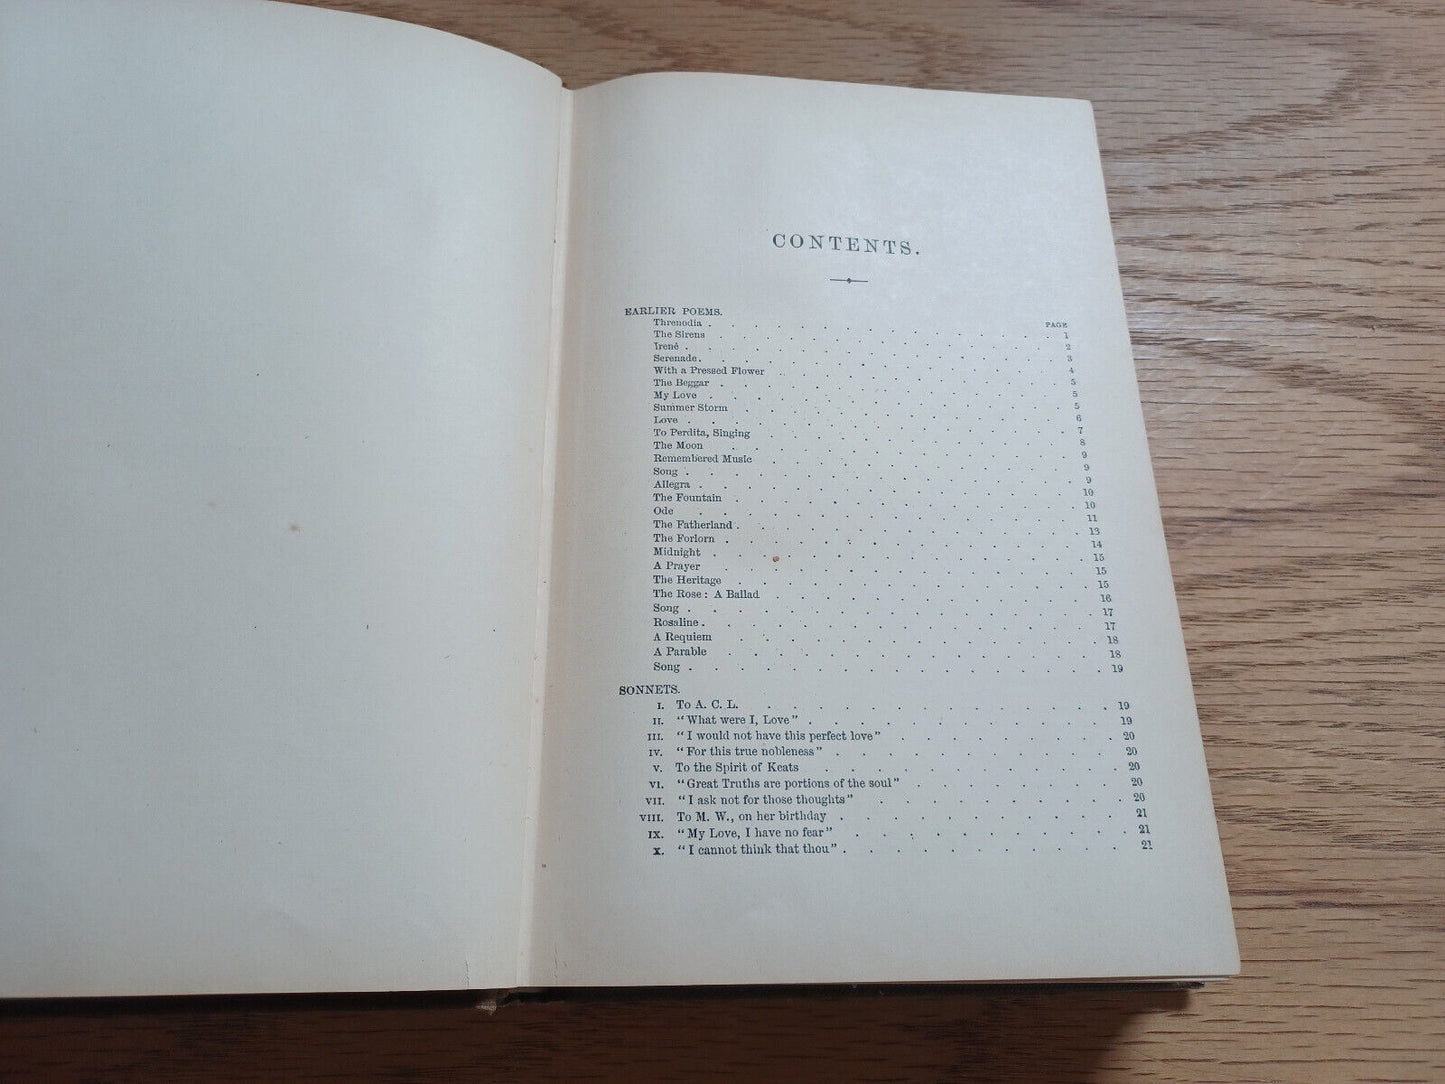 CONTENTS.
EARLIER POEMS.
PAGE
Threnodia . 1
The Sirens 2
Irené . 3
Serenade . 4
With a Pressed Flower 5
The Beggar . 5
My Love . 5
Summer Storm . 6
Love . 7
To Perdita, Singing 8
The Moon 9
Remembered Music 9
Song . 9
Allegra . 10
The Fountain . 10
Ode 11
The Fatherland . 13
The Forlorn . 14
Midnight . 15
A Prayer 15
The Heritage . 15
The Rose : A Ballad 16
Song . 17
Rosaline . 17
A Requiem 18
A Parable 18
Song . 19
SONNETS.
I. To A. C. L. 19
II. "What were I, Love" . 19
III. "I would not have this perfect love" 20
IV. "For this true nobleness" . 20
V. To the Spirit of Keats 20
VI. "Great Truths are portions of the soul" 20
VII. "I ask not for those thoughts" 20
VIII. To M. W., on her birthday . 21
IX. "My Love, I have no fear" 21
X. "I cannot think that thou" . 21